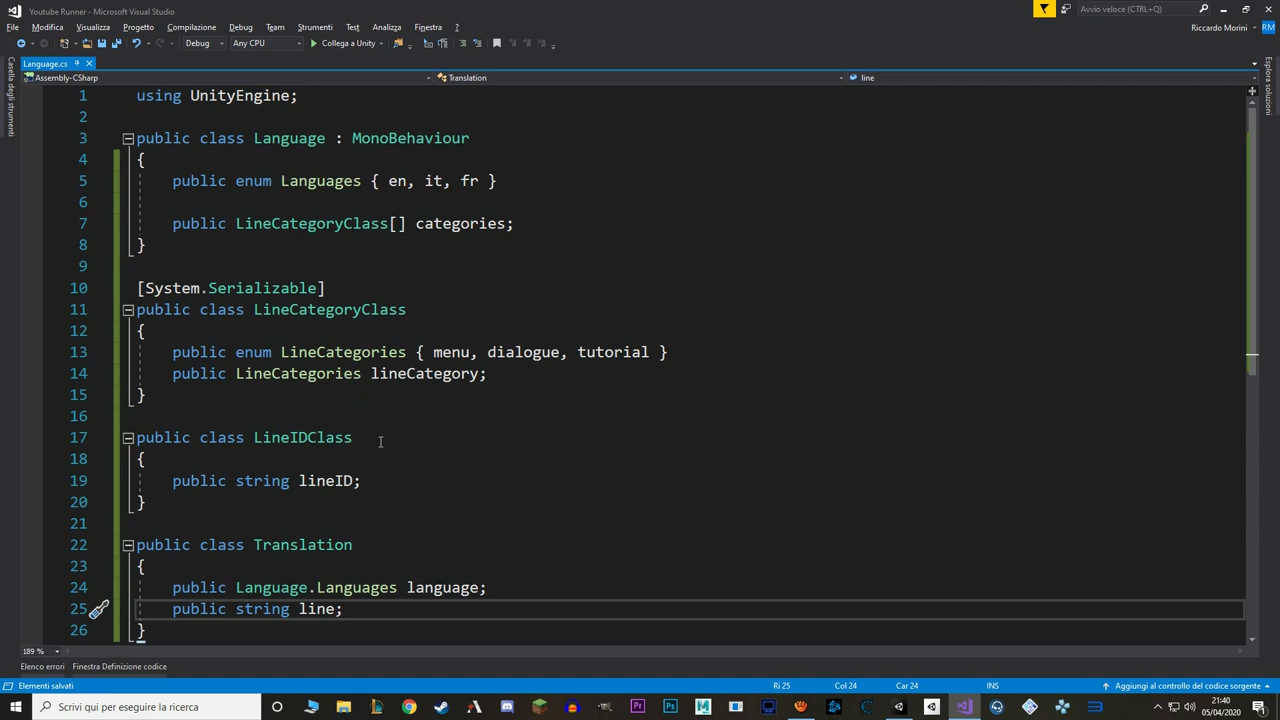 Youtube Runner - Microsoft Visual Studio
Avvio veloce (CTRL+Q)
File Modifica Visualizza Progetto Compilazione Debug Team Strumenti Test Analizza Finestra ?
Riccardo Morini RM
Debug Any CPU Collega a Unity
Language.cs
Assembly-CSharp Translation line
Casella degli strumenti
Esplora soluzioni
1 using UnityEngine;
2
3 public class Language : MonoBehaviour
4 {
5 public enum Languages { en, it, fr }
6
7 public LineCategoryClass[] categories;
8 }
9
10 [System.Serializable]
11 public class LineCategoryClass
12 {
13 public enum LineCategories { menu, dialogue, tutorial }
14 public LineCategories lineCategory;
15 }
16
17 public class LineIDClass
18 {
19 public string lineID;
20 }
21
22 public class Translation
23 {
24 public Language.Languages language;
25 public string line;
26 }
189 %
Elenco errori Finestra Definizione codice
Elementi salvati Ri 25 Col 24 Car 24 INS Aggiungi al controllo del codice sorgente
Scrivi qui per eseguire la ricerca
21:40
05/04/2020